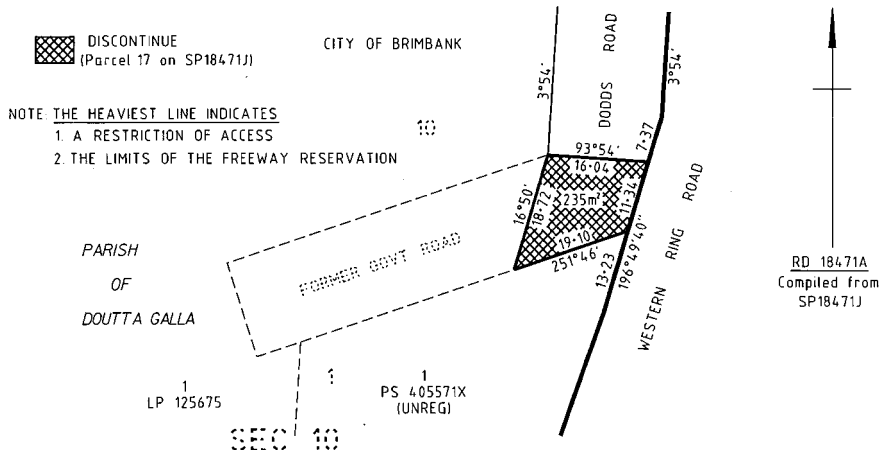 DISCONTINUE
(Parcel 17 on SP18471J)
CITY OF BRIMBANK
NOTE: THE HEAVIEST LINE INDICATES
1. A RESTRICTION OF ACCESS
2. THE LIMITS OF THE FREEWAY RESERVATION
10
3°54'
DODDS ROAD
3°54'
7·37
93°54'
16·04
16°50'
18·72
235m²
11·34
19·10
251°46'
13·23
196°49'40"
WESTERN RING ROAD
FORMER GOVT ROAD
PARISH
OF
DOUTTA GALLA
RD 18471A
Compiled from
SP18471J
1
LP 125675
1
1
PS 405571X
(UNREG)
SEC 10